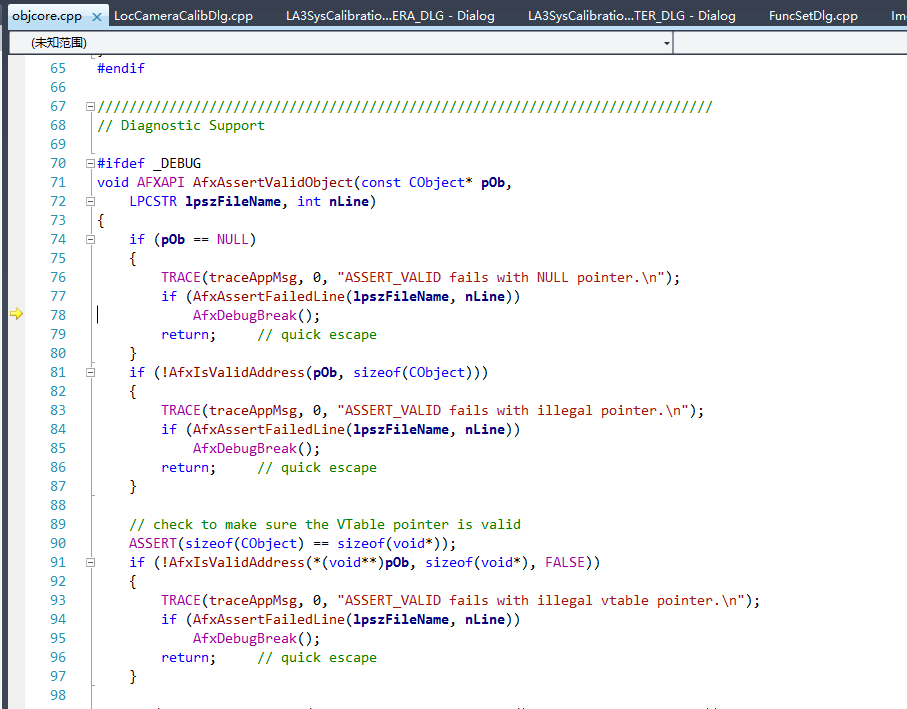 objcore.cpp LocCameraCalibDlg.cpp LA3SysCalibratio...ERA_DLG - Dialog LA3SysCalibratio...TER_DLG - Dialog FuncSetDlg.cpp Im
(未知范围)
65 #endif
66
67 /////////////////////////////////////////////////////////////////////////////
68 // Diagnostic Support
69
70 #ifdef _DEBUG
71 void AFXAPI AfxAssertValidObject(const CObject* pOb,
72 LPCSTR lpszFileName, int nLine)
73 {
74 if (pOb == NULL)
75 {
76 TRACE(traceAppMsg, 0, "ASSERT_VALID fails with NULL pointer.\n");
77 if (AfxAssertFailedLine(lpszFileName, nLine))
78 AfxDebugBreak();
79 return; // quick escape
80 }
81 if (!AfxIsValidAddress(pOb, sizeof(CObject)))
82 {
83 TRACE(traceAppMsg, 0, "ASSERT_VALID fails with illegal pointer.\n");
84 if (AfxAssertFailedLine(lpszFileName, nLine))
85 AfxDebugBreak();
86 return; // quick escape
87 }
88
89 // check to make sure the VTable pointer is valid
90 ASSERT(sizeof(CObject) == sizeof(void*));
91 if (!AfxIsValidAddress(*(void**)pOb, sizeof(void*), FALSE))
92 {
93 TRACE(traceAppMsg, 0, "ASSERT_VALID fails with illegal vtable pointer.\n");
94 if (AfxAssertFailedLine(lpszFileName, nLine))
95 AfxDebugBreak();
96 return; // quick escape
97 }
98